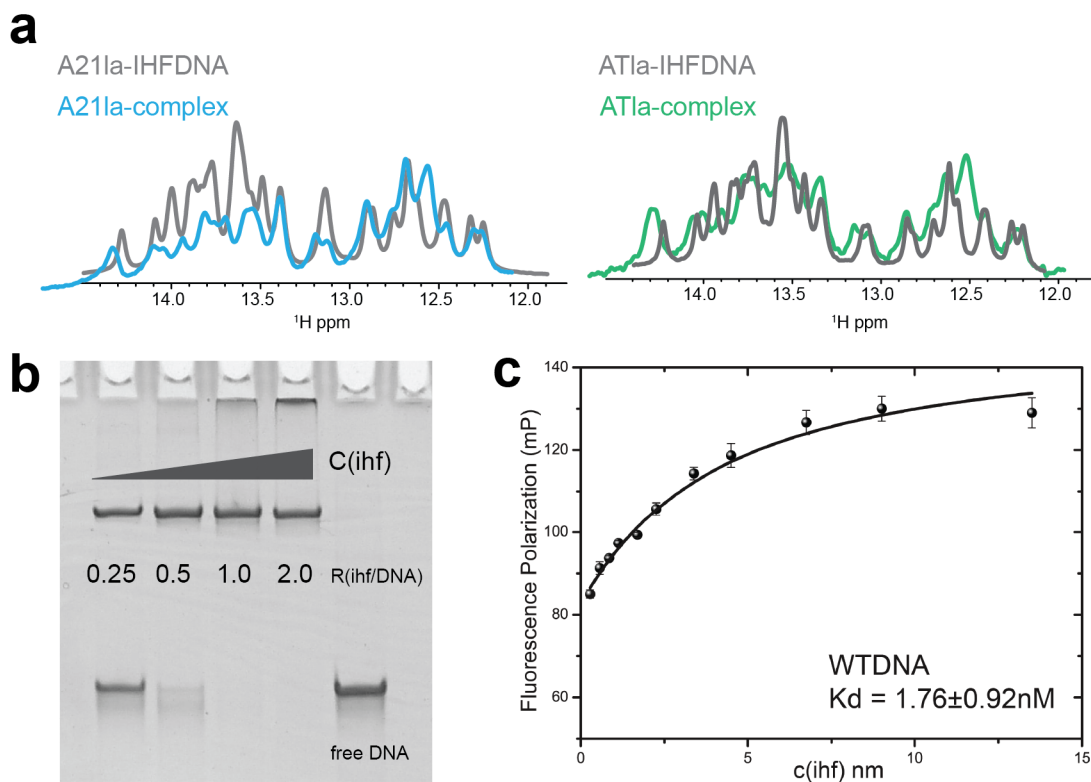 a
A21Ia-IHFDNA
A21Ia-complex
14.0 13.5 13.0 12.5 12.0
¹H ppm
ATIa-IHFDNA
ATIa-complex
14.0 13.5 13.0 12.5 12.0
¹H ppm
b
C(ihf)
0.25 0.5 1.0 2.0 R(ihf/DNA)
free DNA
c
Fluorescence Polarization (mP)
140
120
100
80
60
WTDNA
Kd = 1.76±0.92nM
0 5 10 15
c(ihf) nm